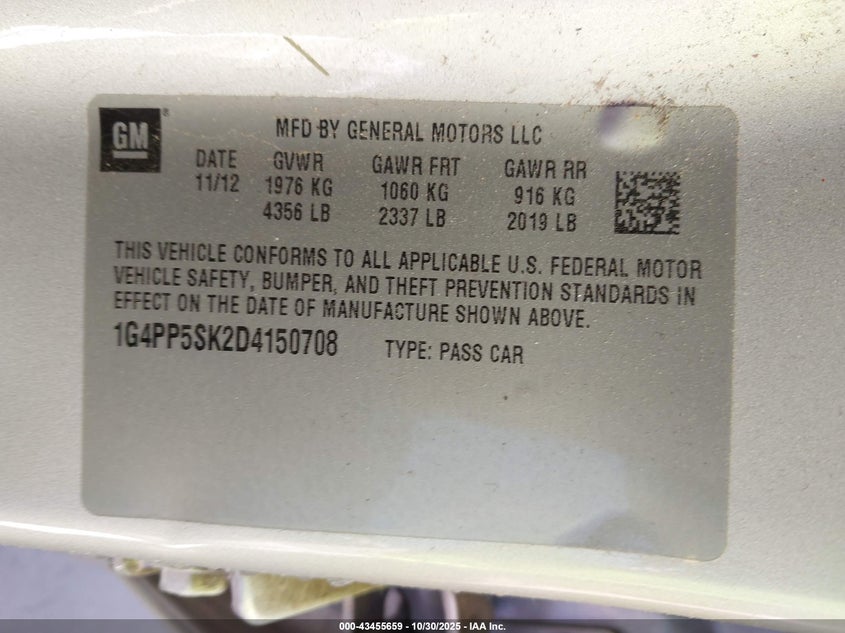 GM
®
MFD BY GENERAL MOTORS LLC
DATE GVWR GAWR FRT GAWR RR
11/12 1976 KG 1060 KG 916 KG
4356 LB 2337 LB 2019 LB
THIS VEHICLE CONFORMS TO ALL APPLICABLE U.S. FEDERAL MOTOR
VEHICLE SAFETY, BUMPER, AND THEFT PREVENTION STANDARDS IN
EFFECT ON THE DATE OF MANUFACTURE SHOWN ABOVE.
1G4PP5SK2D4150708 TYPE: PASS CAR
000-43455659 - 10/30/2025 - IAA Inc.